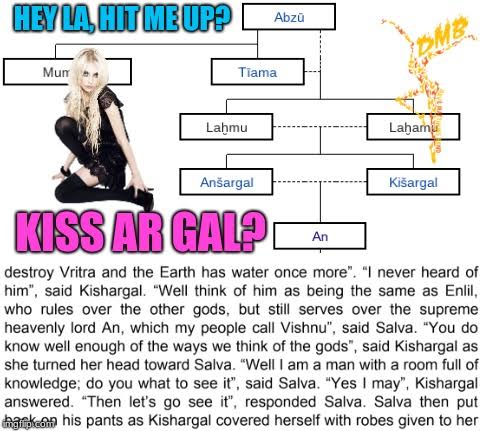 HEY LA, HIT ME UP?
Abzū
DMB
Mum
Tīama
Laḫmu
Laḫamu
Anšargal
Kišargal
KISS AR GAL?
An
destroy Vritra and the Earth has water once more”. “I never heard of
him”, said Kishargal. “Well think of him as being the same as Enlil,
who rules over the other gods, but still serves over the supreme
heavenly lord An, which my people call Vishnu”, said Salva. “You do
know well enough of the ways we think of the gods”, said Kishargal as
she turned her head toward Salva. “Well I am a man with a room full of
knowledge; do you what to see it”, said Salva. “Yes I may”, Kishargal
answered. “Then let’s go see it”, responded Salva. Salva then put
back on his pants as Kishargal covered herself with robes given to her
imgflip.com